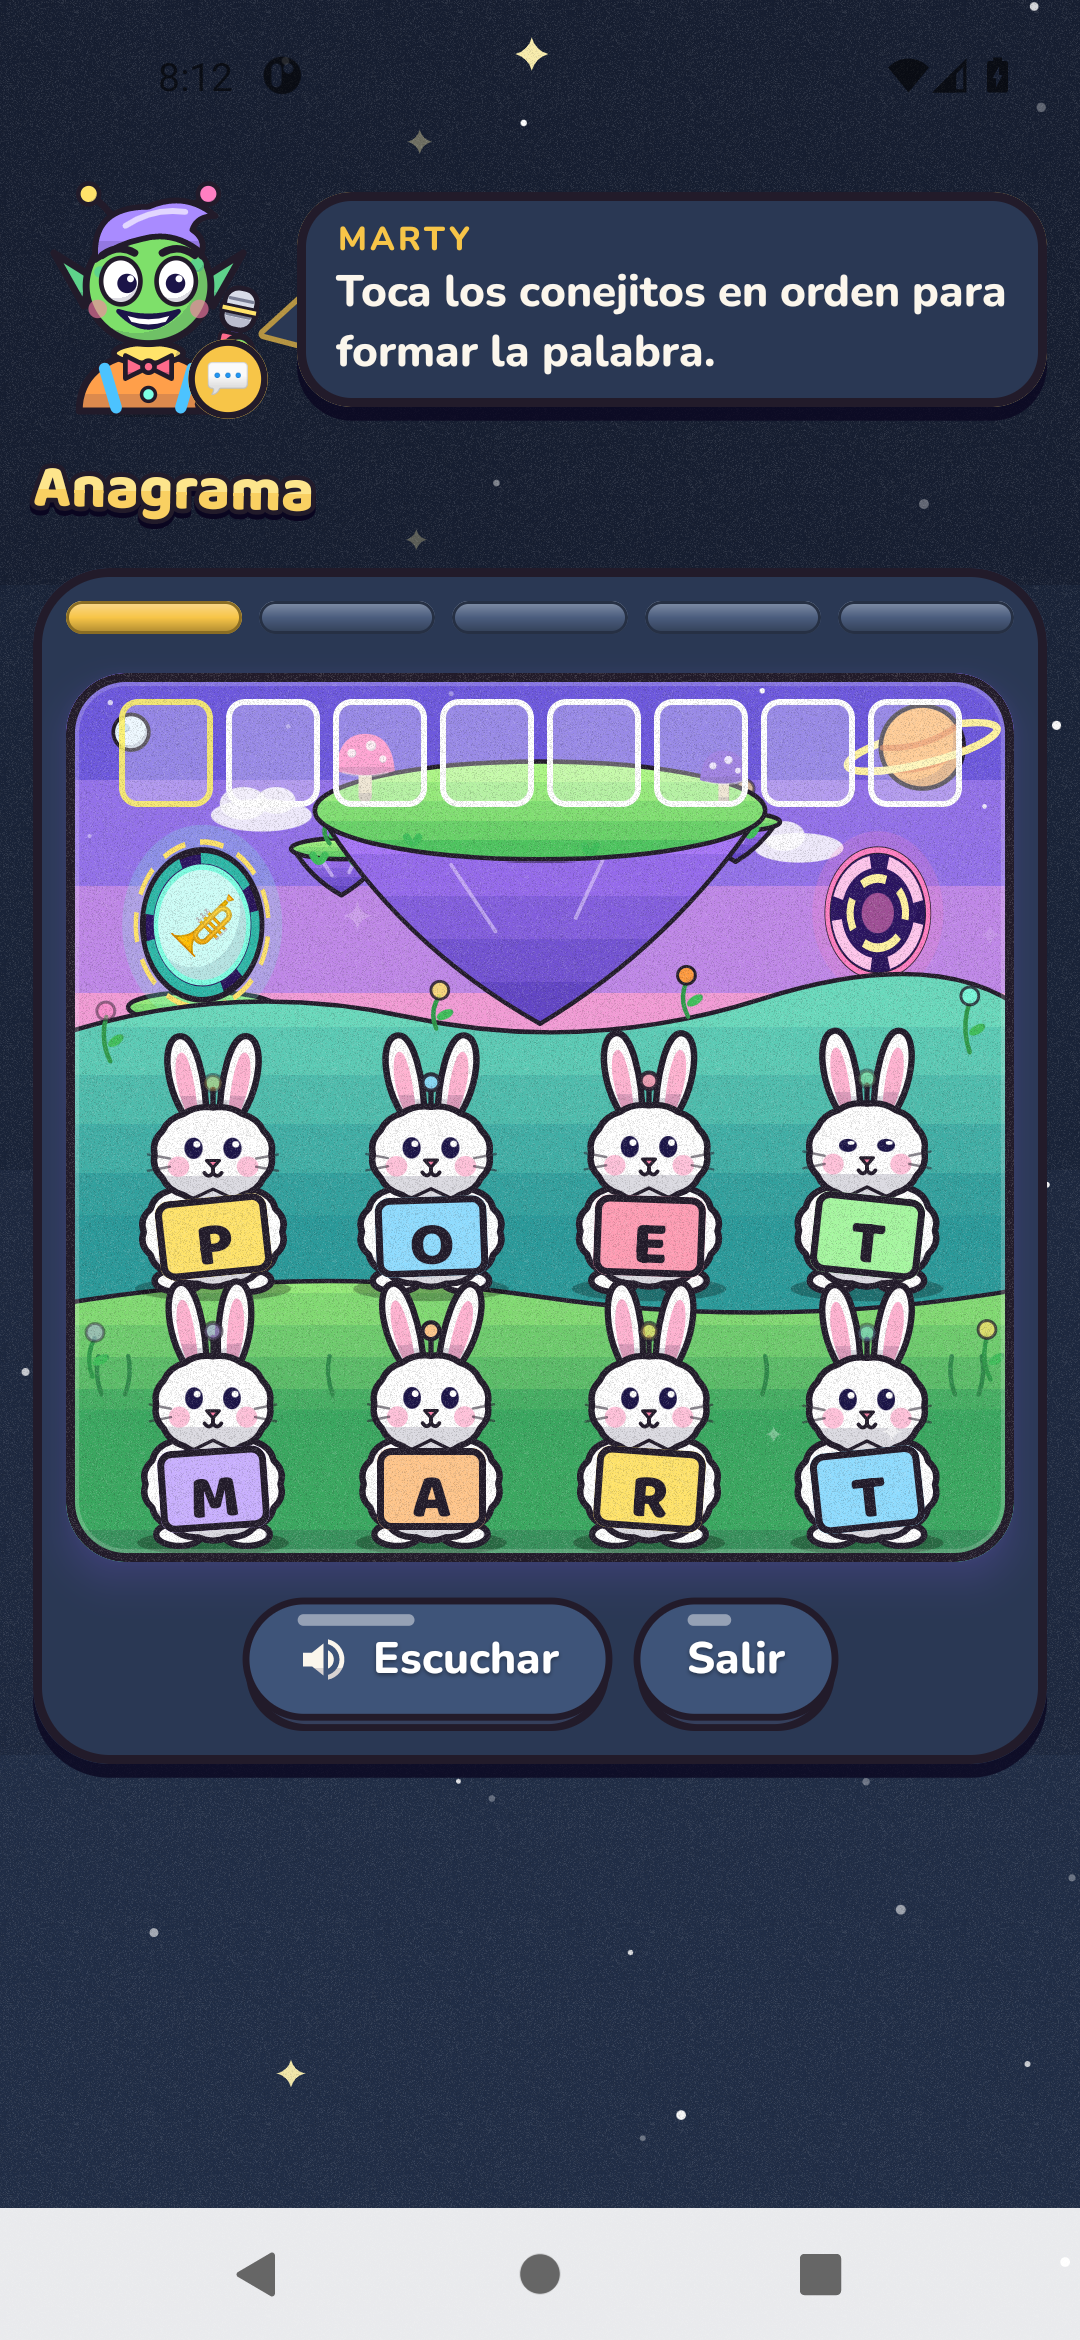 8:12
MARTY
Toca los conejitos en orden para
formar la palabra.
Anagrama
P O E T
M A R T
Escuchar Salir